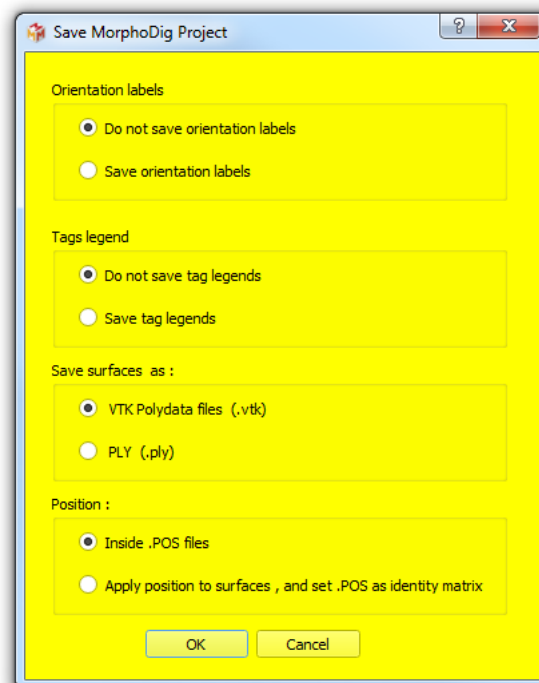 Save MorphoDig Project
Orientation labels
Do not save orientation labels
Save orientation labels
Tags legend
Do not save tag legends
Save tag legends
Save surfaces as :
VTK Polydata files (.vtk)
PLY (.ply)
Position :
Inside .POS files
Apply position to surfaces , and set .POS as identity matrix
OK Cancel